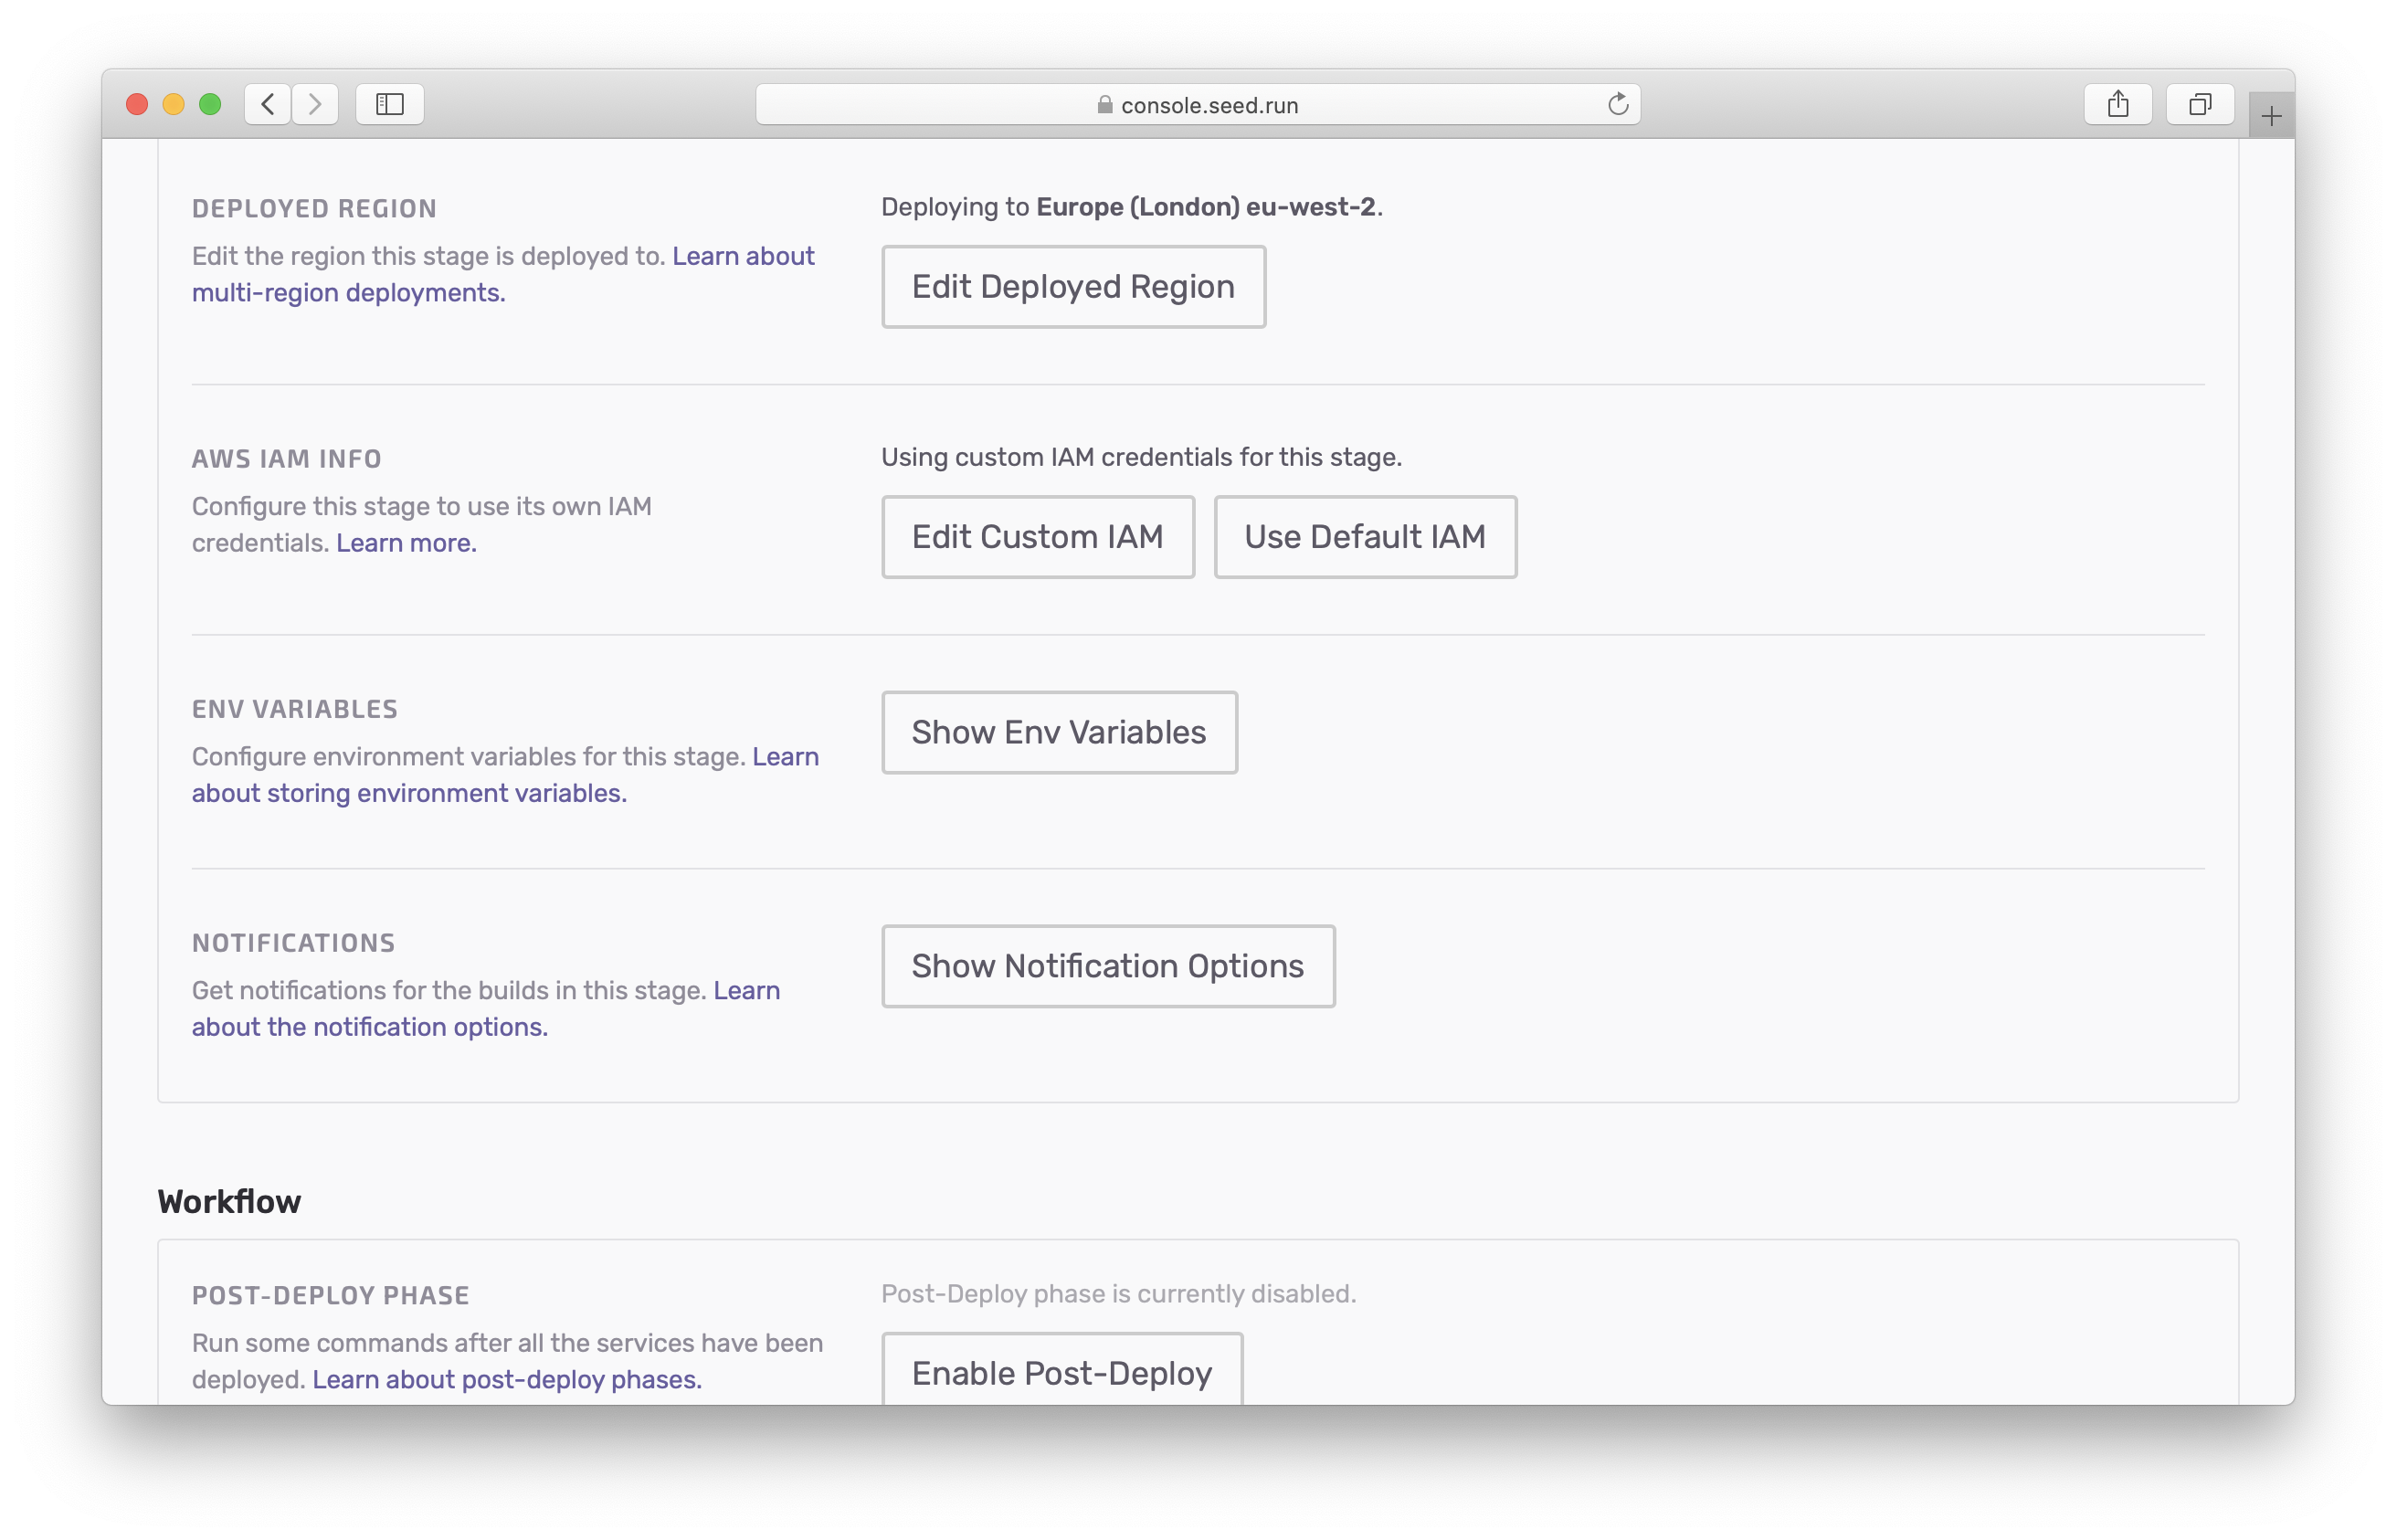 console.seed.run
DEPLOYED REGION
Edit the region this stage is deployed to. Learn about
multi-region deployments.
Deploying to Europe (London) eu-west-2.
Edit Deployed Region
AWS IAM INFO
Configure this stage to use its own IAM
credentials. Learn more.
Using custom IAM credentials for this stage.
Edit Custom IAM
Use Default IAM
ENV VARIABLES
Configure environment variables for this stage. Learn
about storing environment variables.
Show Env Variables
NOTIFICATIONS
Get notifications for the builds in this stage. Learn
about the notification options.
Show Notification Options
Workflow
POST-DEPLOY PHASE
Run some commands after all the services have been
deployed. Learn about post-deploy phases.
Post-Deploy phase is currently disabled.
Enable Post-Deploy